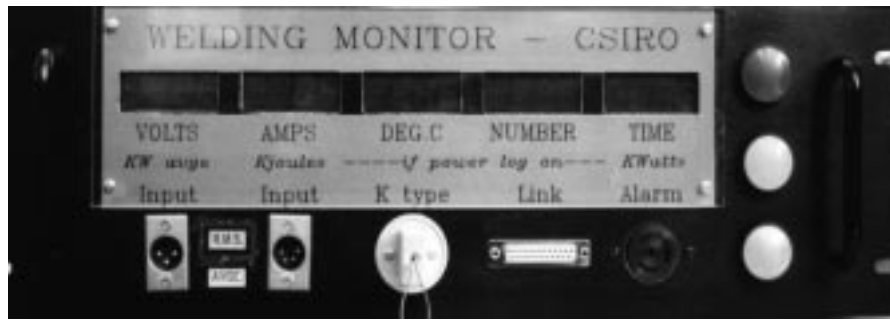 WELDING MONITOR - CSIRO
VOLTS AMPS DEG.C NUMBER TIME
KW avge Kjoules -----if power log on--- KWatts
Input Input K type Link Alarm
R.M.S.
AVGE